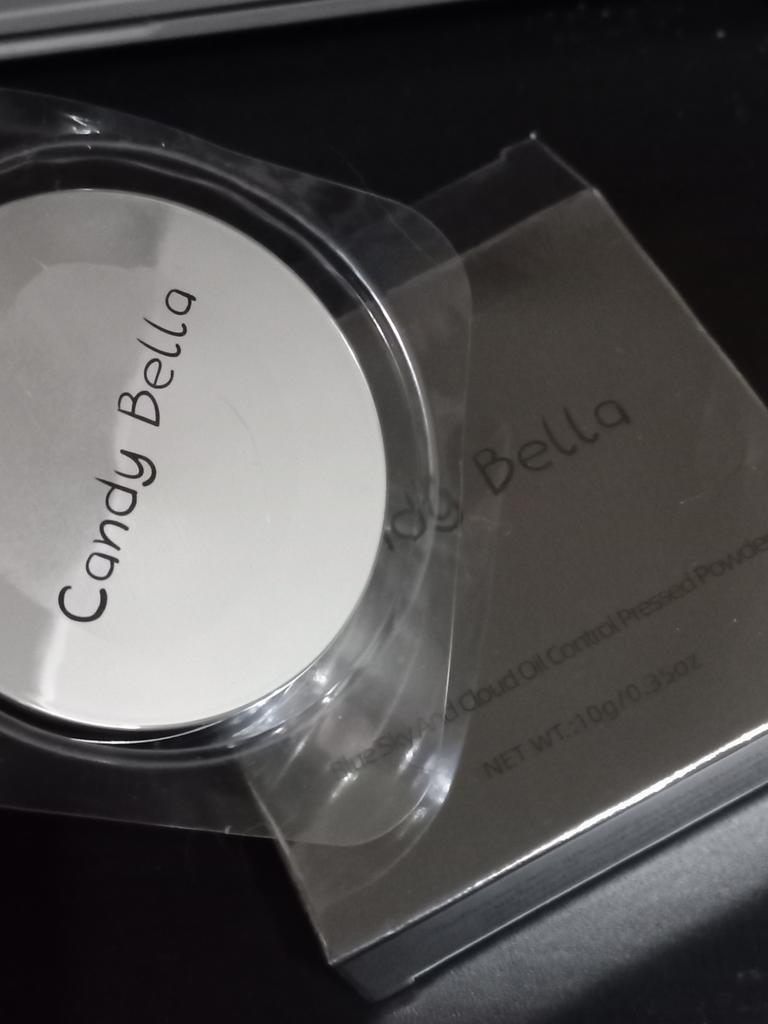 Candy Bella
dy Bella
Blue Sky And Cloud Oil Control Pressed Powder
NET WT.:10g/0.35oz